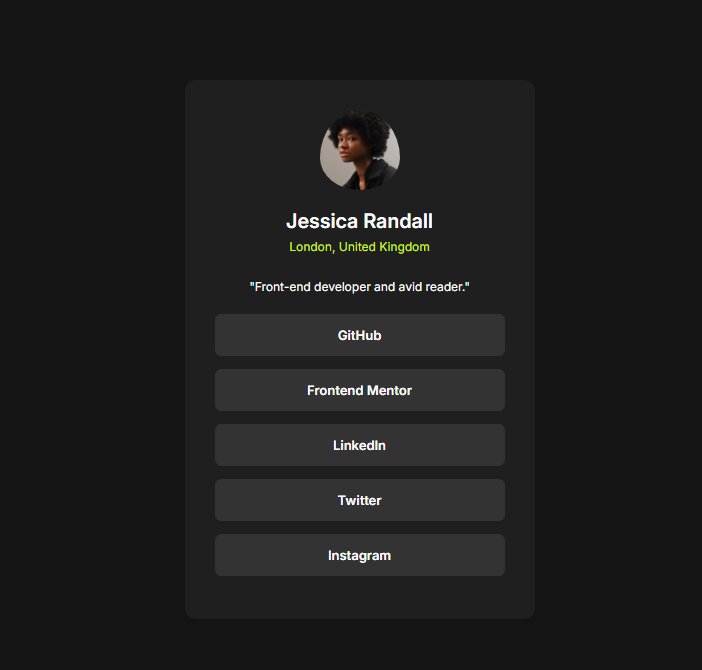 Jessica Randall
London, United Kingdom
"Front-end developer and avid reader."
GitHub
Frontend Mentor
LinkedIn
Twitter
Instagram